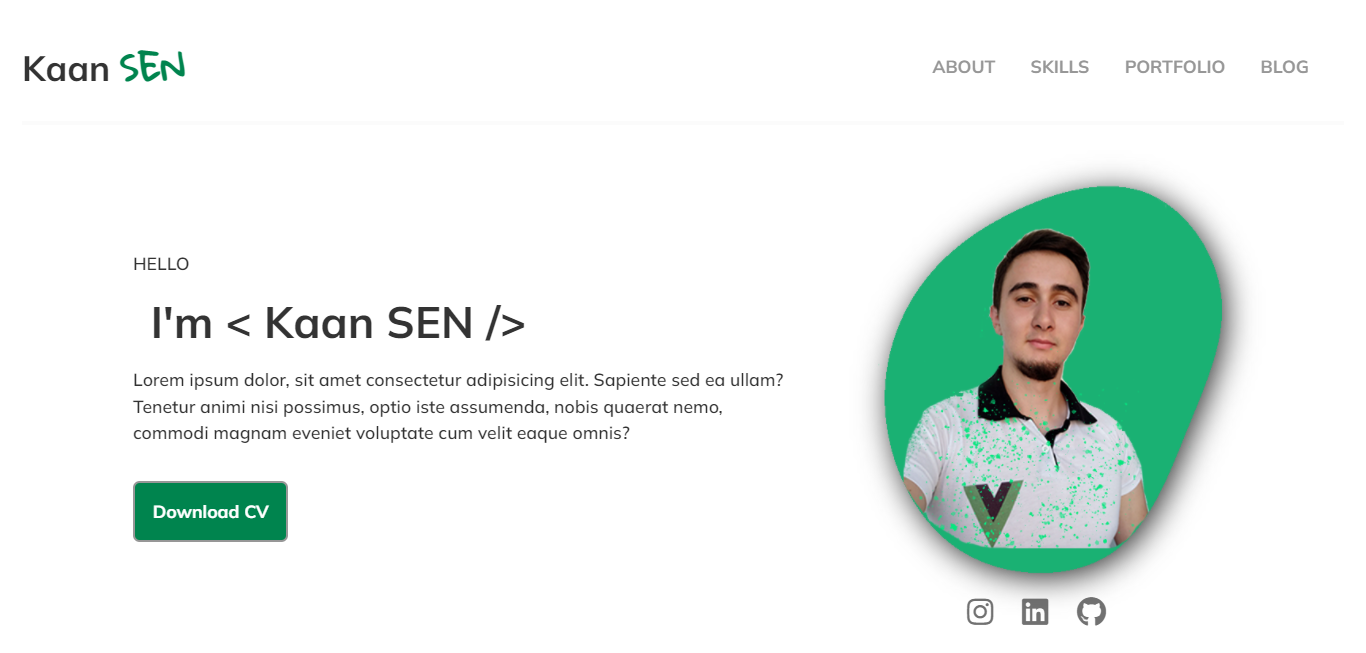 Kaan SEN
ABOUT SKILLS PORTFOLIO BLOG
HELLO
I'm < Kaan SEN />
Lorem ipsum dolor, sit amet consectetur adipisicing elit. Sapiente sed ea ullam?
Tenetur animi nisi possimus, optio iste assumenda, nobis quaerat nemo,
commodi magnam eveniet voluptate cum velit eaque omnis?
Download CV